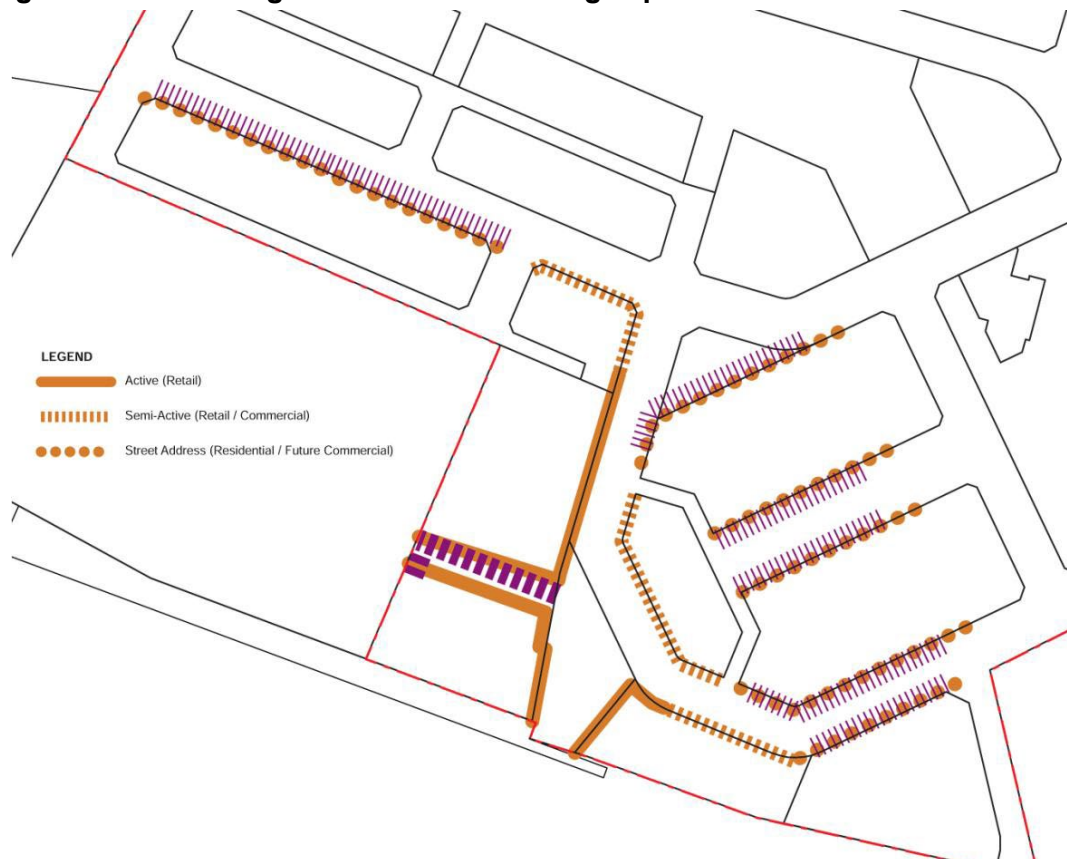 LEGEND
Active (Retail)
Semi-Active (Retail / Commercial)
Street Address (Residential / Future Commercial)